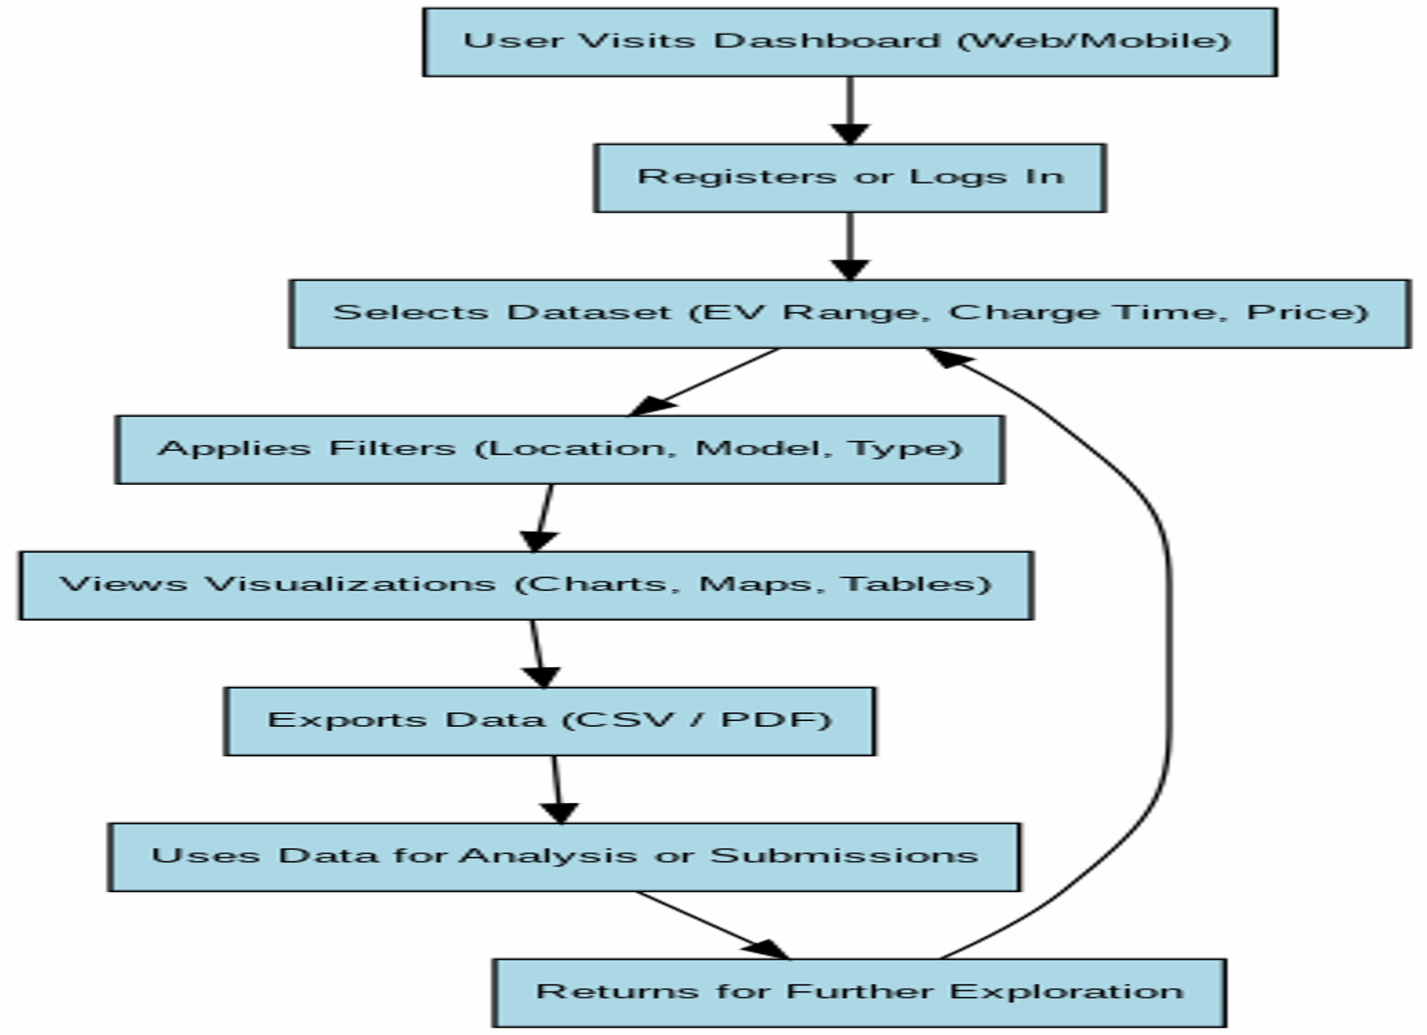 User Visits Dashboard (Web/Mobile)
Registers or Logs In
Selects Dataset (EV Range, Charge Time, Price)
Applies Filters (Location, Model, Type)
Views Visualizations (Charts, Maps, Tables)
Exports Data (CSV / PDF)
Uses Data for Analysis or Submissions
Returns for Further Exploration